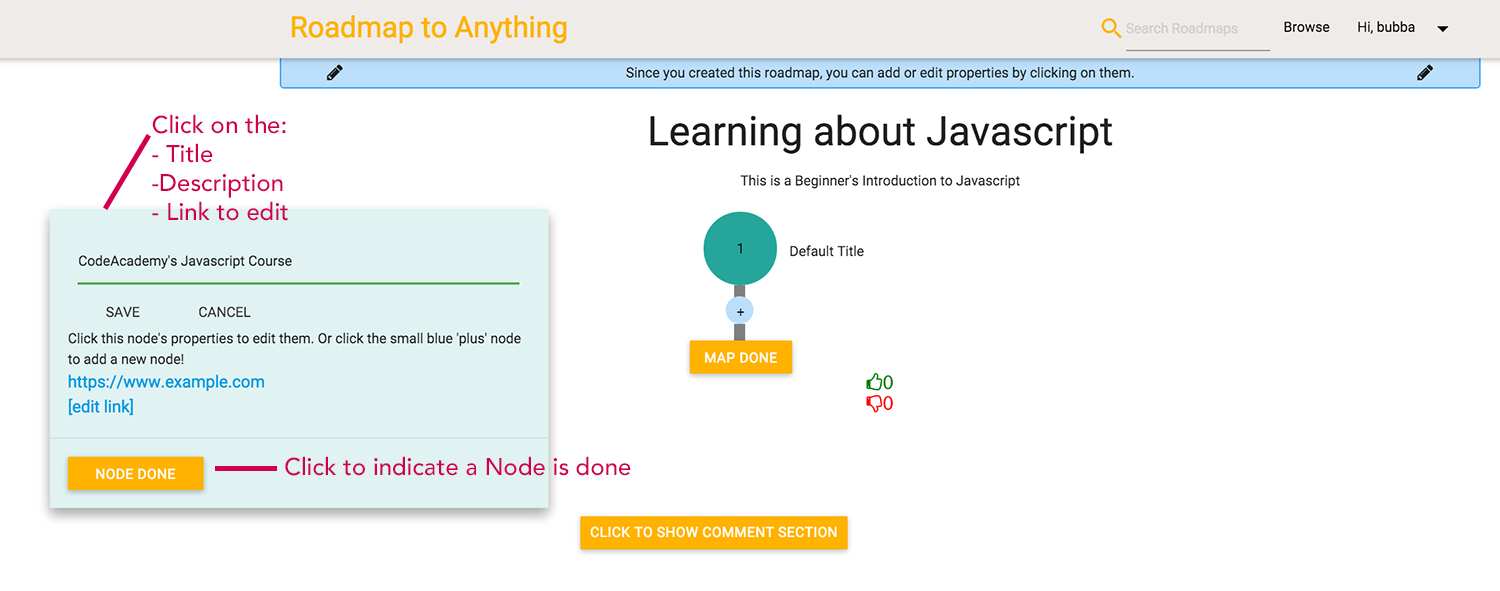 Roadmap to Anything
Search Roadmaps
Browse
Hi, bubba
Since you created this roadmap, you can add or edit properties by clicking on them.
Click on the:
- Title
-Description
- Link to edit
Learning about Javascript
This is a Beginner's Introduction to Javascript
1
Default Title
+
MAP DONE
0
0
CodeAcademy's Javascript Course
SAVE
CANCEL
Click this node's properties to edit them. Or click the small blue 'plus' node
to add a new node!
https://www.example.com
[edit link]
NODE DONE
Click to indicate a Node is done
CLICK TO SHOW COMMENT SECTION